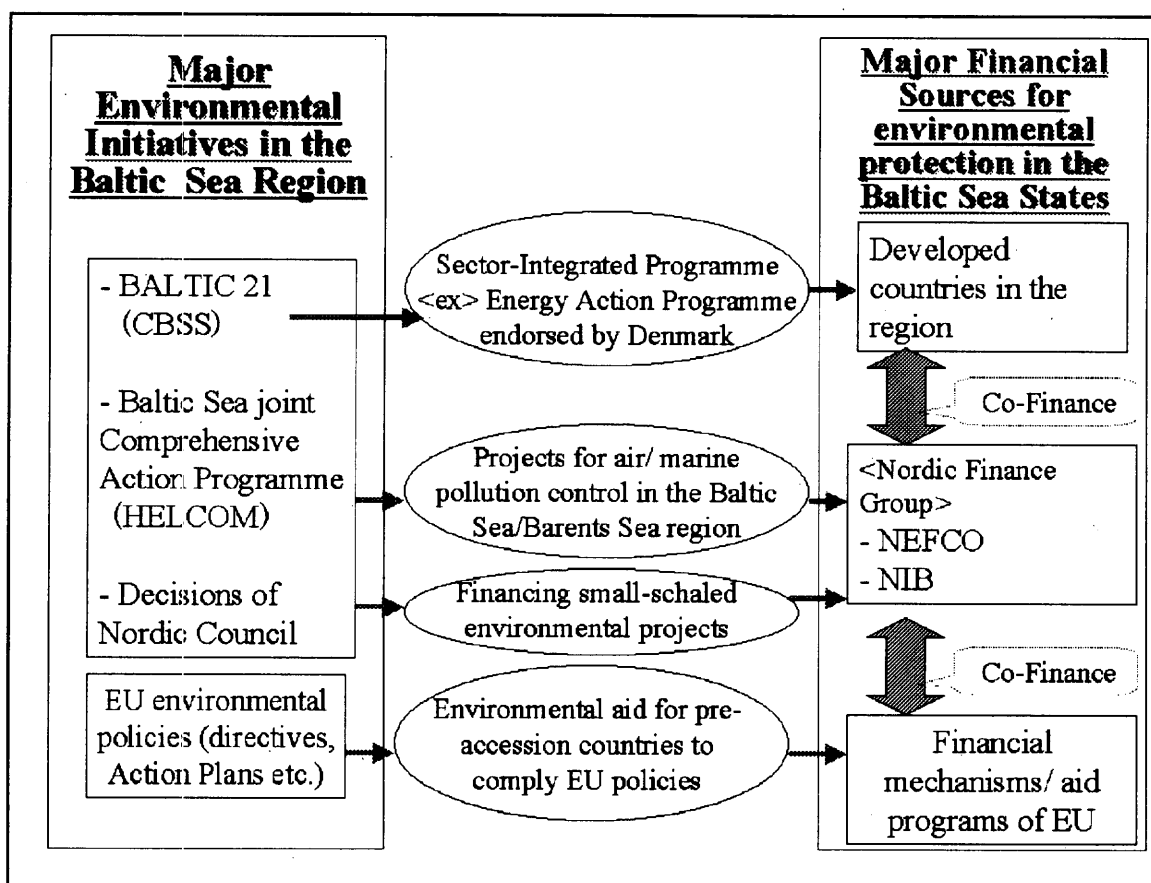 Major
Environmental
Initiatives in the
Baltic Sea Region
- BALTIC 21
(CBSS)
- Baltic Sea joint
Comprehensive
Action Programme
(HELCOM)
- Decisions of
Nordic Council
EU environmental
policies (directives,
Action Plans etc.)
Sector-Integrated Programme
<ex> Energy Action Programme
endorsed by Denmark
Projects for air/ marine
pollution control in the Baltic
Sea/Barents Sea region
Financing small-schaled
environmental projects
Environmental aid for pre-
accession countries to
comply EU policies
Major Financial
Sources for
environmental
protection in the
Baltic Sea States
Developed
countries in the
region
Co-Finance
<Nordic Finance
Group>
- NEFCO
- NIB
Co-Finance
Financial
mechanisms/ aid
programs of EU